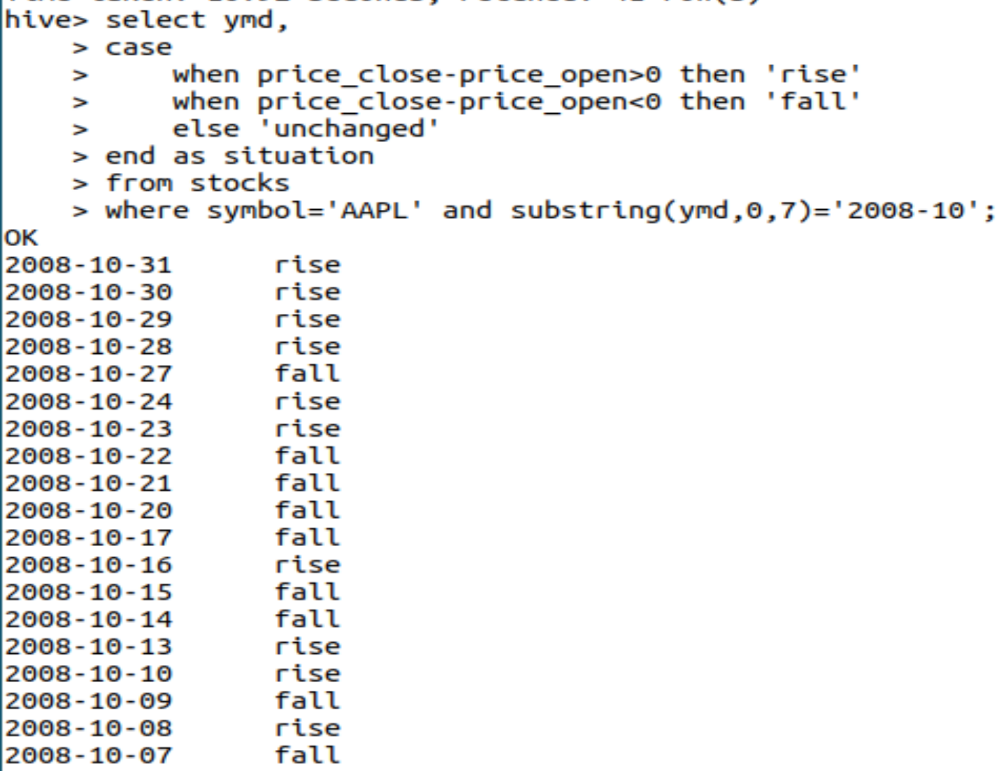 hive> select ymd,
    > case
    >     when price_close-price_open>0 then 'rise'
    >     when price_close-price_open<0 then 'fall'
    >     else 'unchanged'
    > end as situation
    > from stocks
    > where symbol='AAPL' and substring(ymd,0,7)='2008-10';
OK
2008-10-31	rise
2008-10-30	rise
2008-10-29	rise
2008-10-28	rise
2008-10-27	fall
2008-10-24	rise
2008-10-23	rise
2008-10-22	fall
2008-10-21	fall
2008-10-20	fall
2008-10-17	fall
2008-10-16	rise
2008-10-15	fall
2008-10-14	fall
2008-10-13	rise
2008-10-10	rise
2008-10-09	fall
2008-10-08	rise
2008-10-07	fall